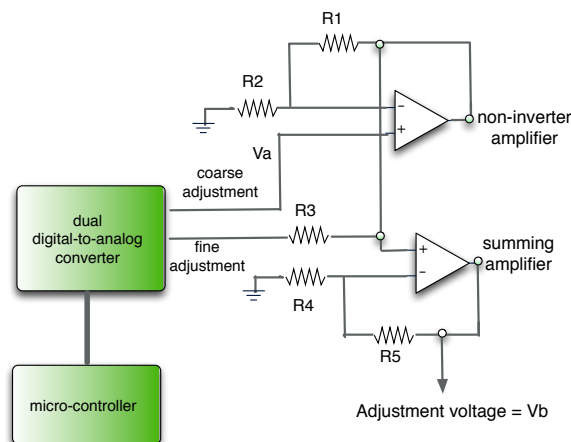 R1
R2
−
+
non-inverter
amplifier
Va
coarse
adjustment
dual
digital-to-analog
converter
R3
fine
adjustment
+
−
summing
amplifier
R4
R5
micro-controller
Adjustment voltage = Vb